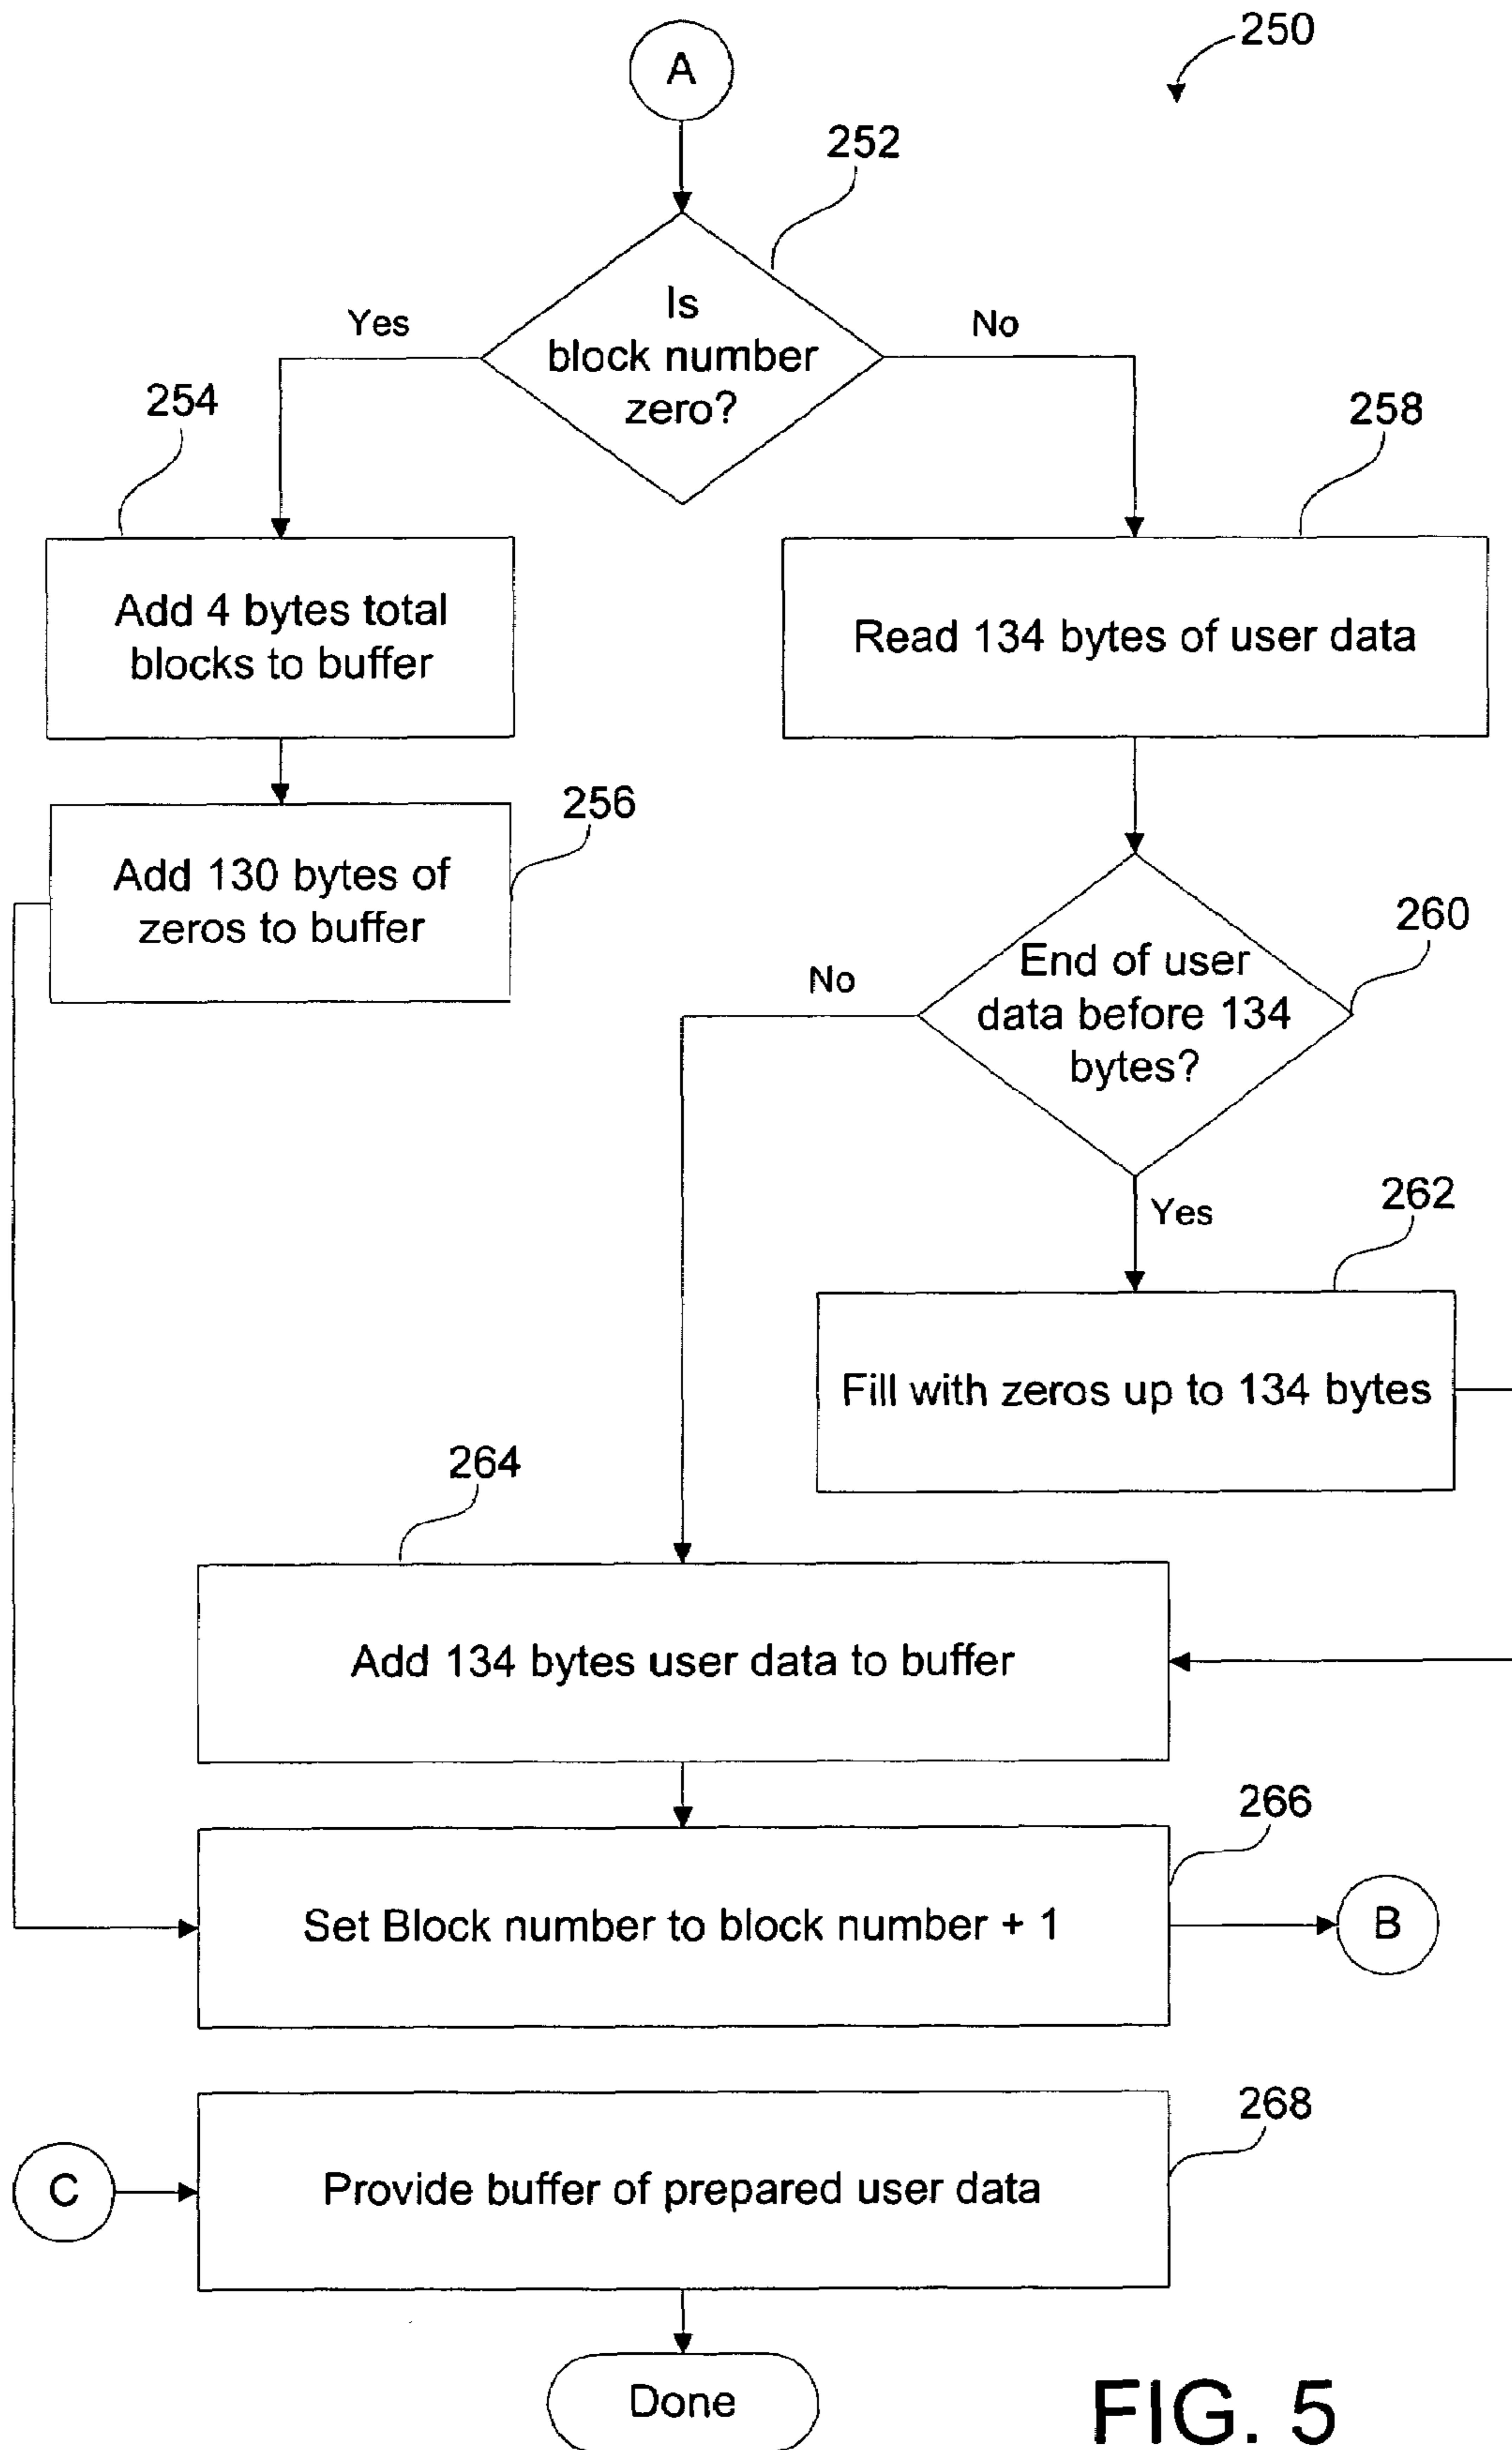 250
A
252
Is
block number
zero?
Yes
No
254
258
Add 4 bytes total
blocks to buffer
Read 134 bytes of user data
256
Add 130 bytes of
zeros to buffer
260
End of user
data before 134
bytes?
No
Yes
262
Fill with zeros up to 134 bytes
264
Add 134 bytes user data to buffer
266
Set Block number to block number + 1
B
268
C
Provide buffer of prepared user data
Done
FIG. 5